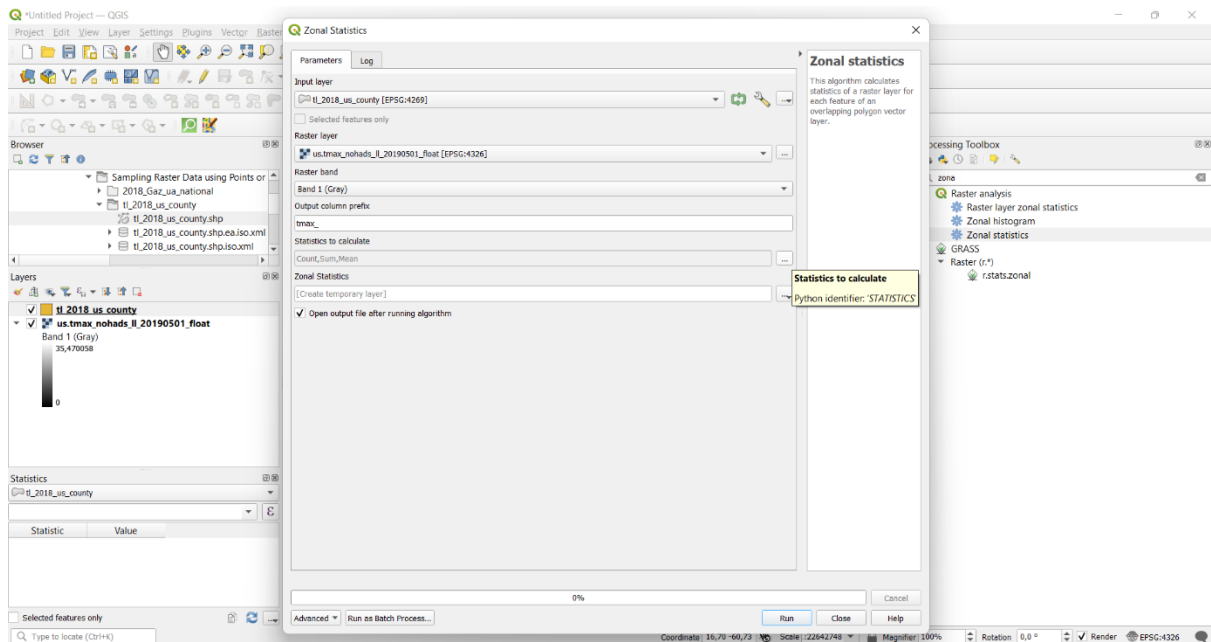 *Untitled Project — QGIS
Project Edit View Layer Settings Plugins Vector Raster
Browser
Sampling Raster Data using Points or
2018_Gaz_ua_national
tl_2018_us_county
tl_2018_us_county.shp
tl_2018_us_county.shp.ea.iso.xml
tl_2018_us_county.shp.iso.xml
Layers
tl_2018_us_county
us.tmax_nohads_ll_20190501_float
Band 1 (Gray)
35,470058
0
Statistics
tl_2018_us_county
ε
Statistic Value
Selected features only
Type to locate (Ctrl+K)
Zonal Statistics
Parameters Log
Input layer
tl_2018_us_county [EPSG:4269]
Selected features only
Raster layer
us.tmax_nohads_ll_20190501_float [EPSG:4326]
Raster band
Band 1 (Gray)
Output column prefix
tmax_
Statistics to calculate
Count,Sum,Mean
Zonal Statistics
[Create temporary layer]
Open output file after running algorithm
Zonal statistics
This algorithm calculates
statistics of a raster layer for
each feature of an
overlapping polygon vector
layer.
Statistics to calculate
Python identifier: 'STATISTICS'
0%
Cancel
Advanced Run as Batch Process...
Run Close Help
ocessing Toolbox
zona
Raster analysis
Raster layer zonal statistics
Zonal histogram
Zonal statistics
GRASS
Raster (r.*)
r.stats.zonal
Coordinate 16,70 -60,73 Scale 1:22642748 Magnifier 100% Rotation 0,0 ° Render EPSG:4326